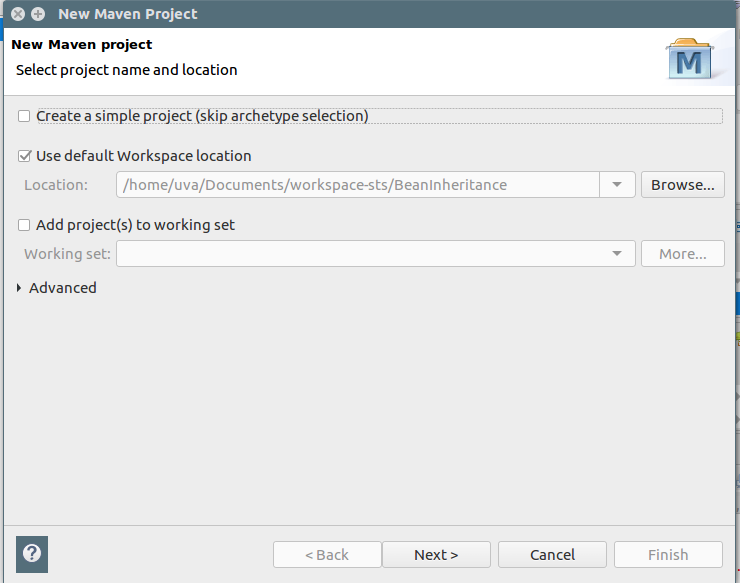 New Maven Project
New Maven project
Select project name and location
M
Create a simple project (skip archetype selection)
Use default Workspace location
Location: /home/uva/Documents/workspace-sts/BeanInheritance Browse...
Add project(s) to working set
Working set: More...
Advanced
? < Back Next > Cancel Finish